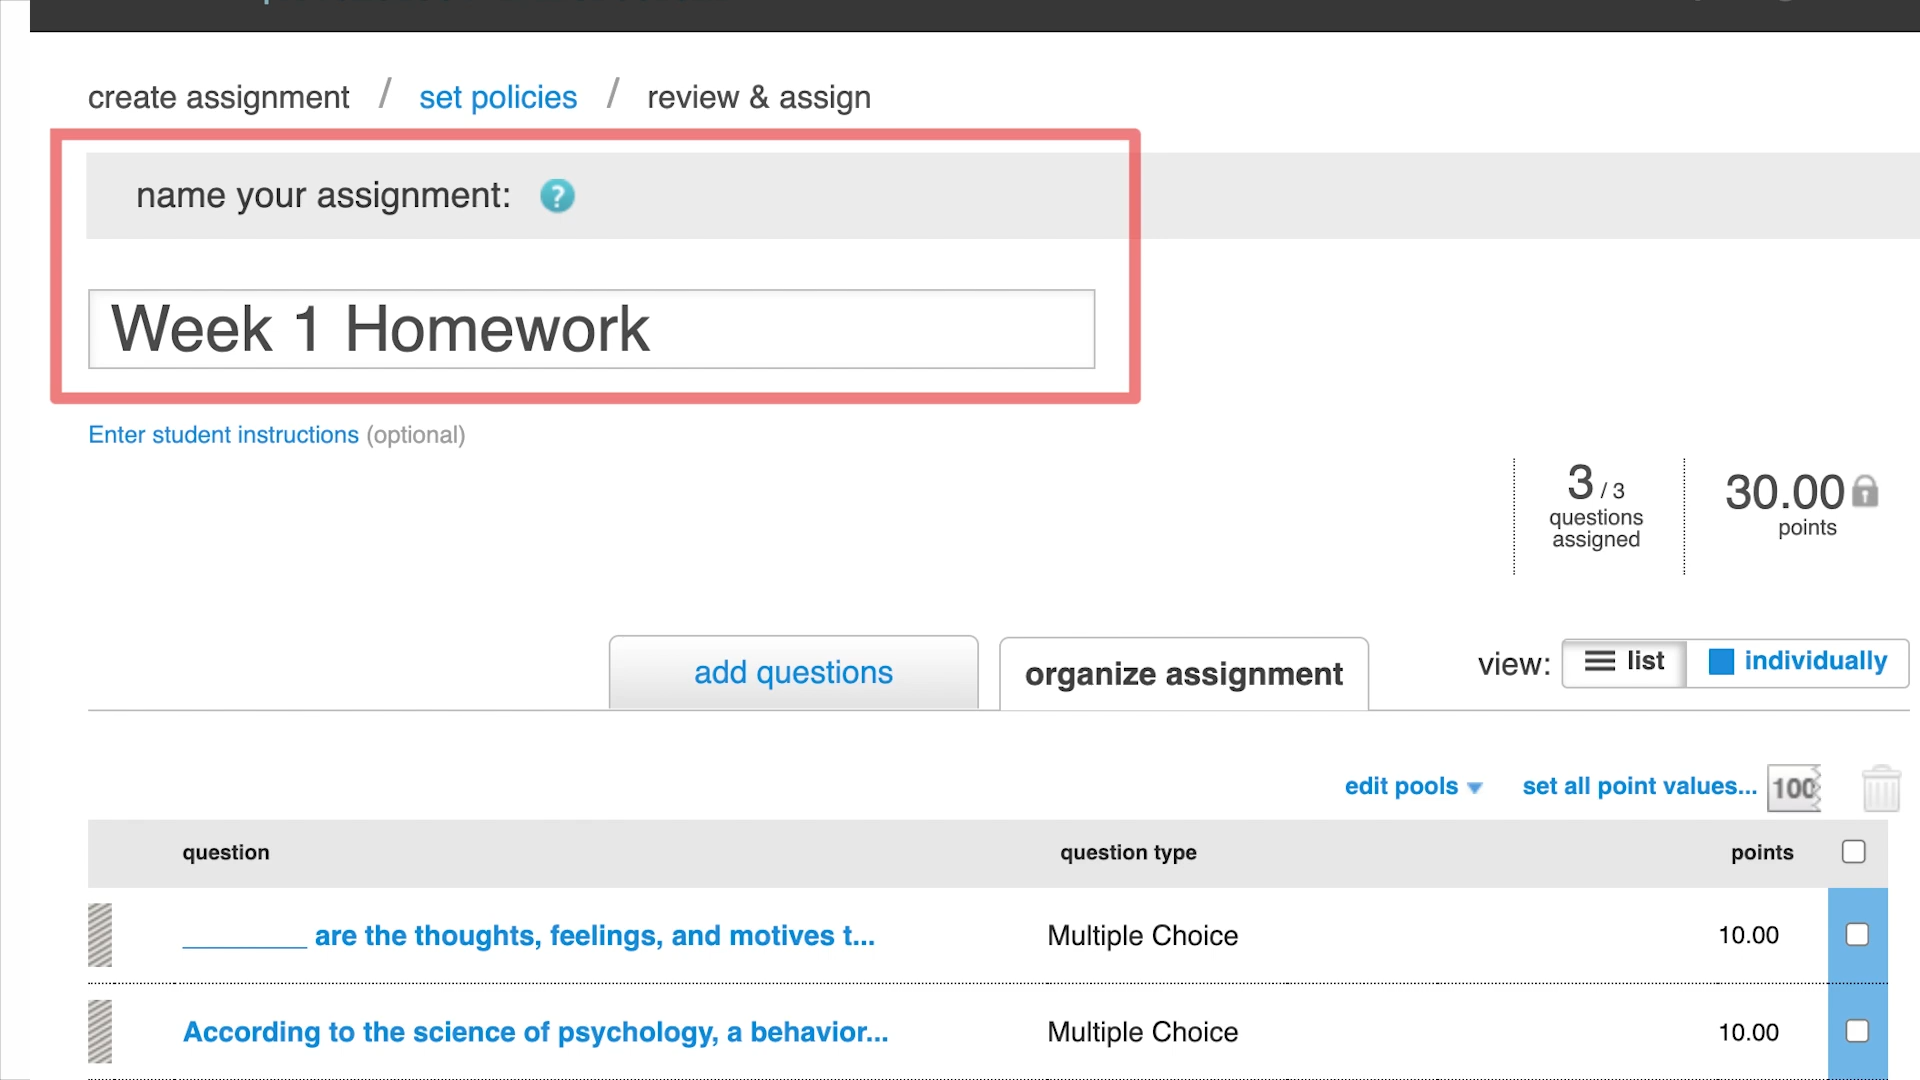 create assignment / set policies / review & assign
name your assignment: ?
Week 1 Homework
Enter student instructions (optional)
3 / 3
questions
assigned
30.00
points
add questions
organize assignment
view: list individually
edit pools set all point values... 100
question question type points
________ are the thoughts, feelings, and motives t... Multiple Choice 10.00
According to the science of psychology, a behavior... Multiple Choice 10.00